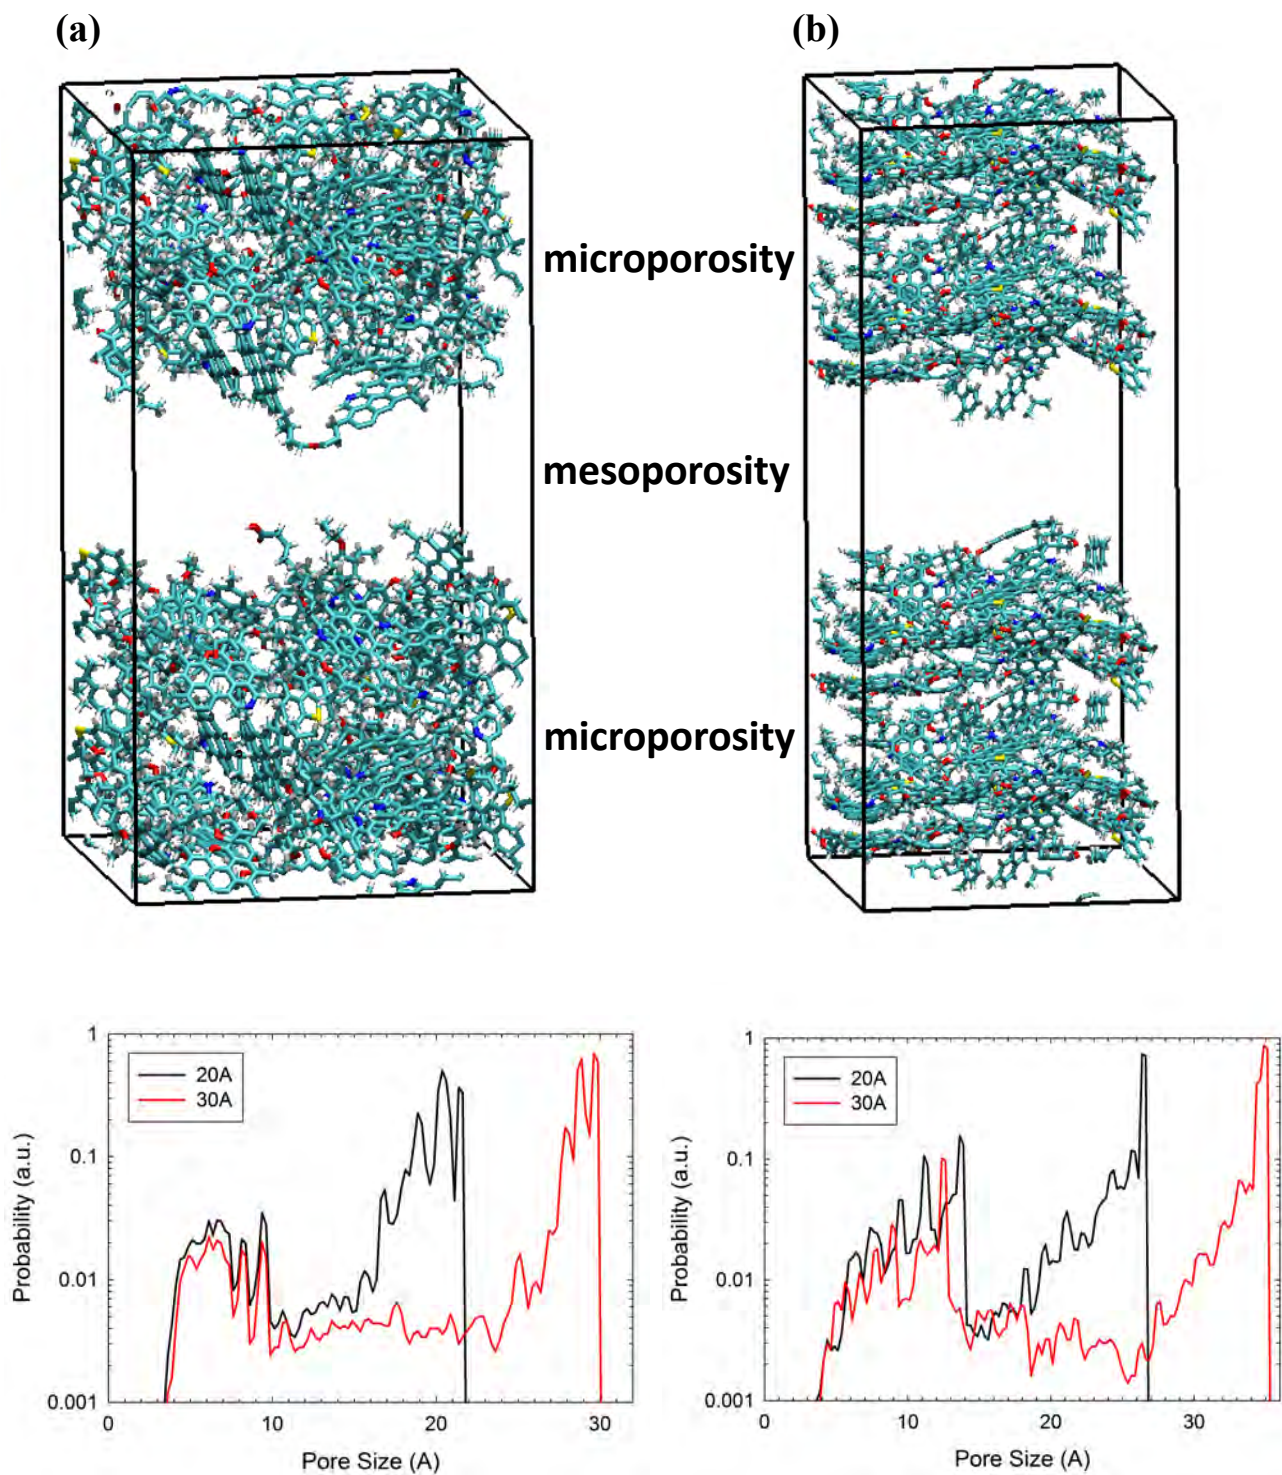 (a)
(b)
microporosity
mesoporosity
microporosity
1
0.1
0.01
0.001
Probability (a.u.)
20A
30A
0
10
20
30
Pore Size (A)
1
0.1
0.01
0.001
Probability (a.u.)
20A
30A
0
10
20
30
Pore Size (A)